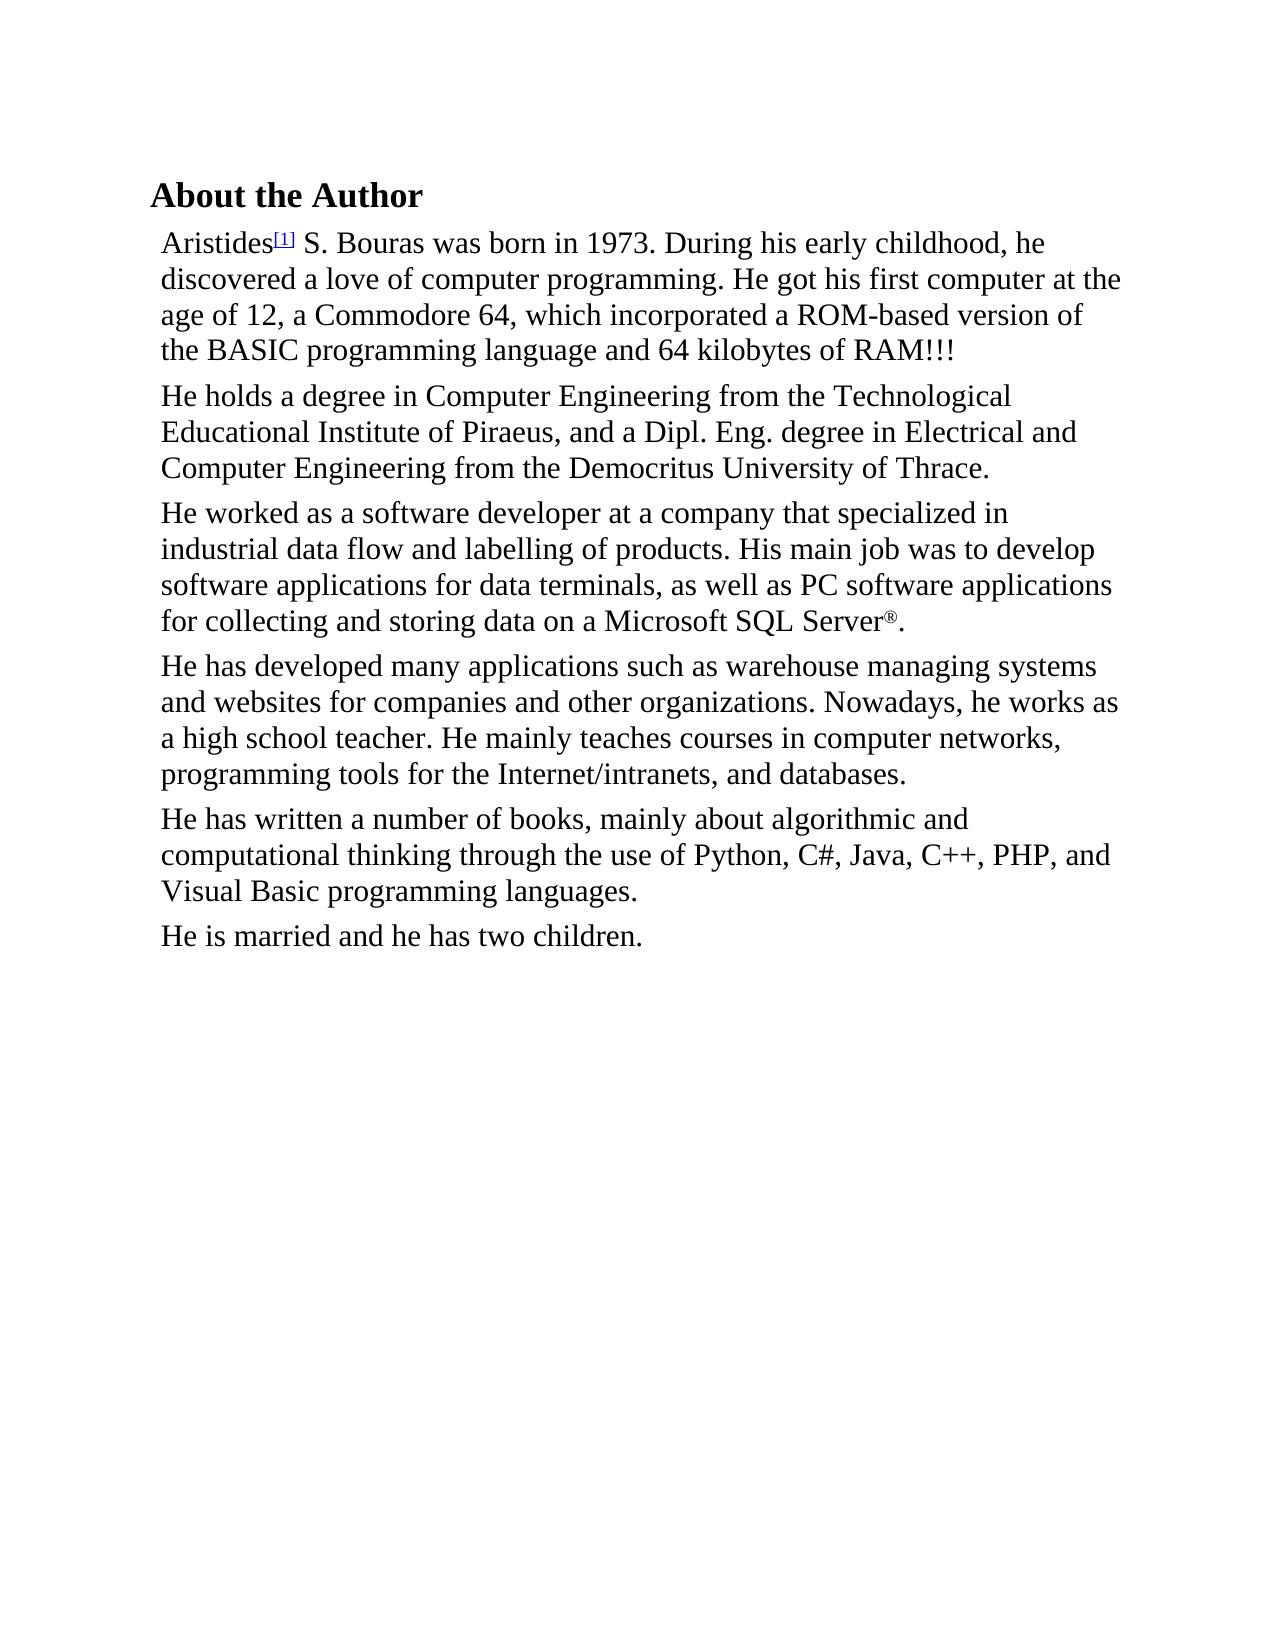 About the Author
Aristides[1] S. Bouras was born in 1973. During his early childhood, he
discovered a love of computer programming. He got his first computer at the
age of 12, a Commodore 64, which incorporated a ROM-based version of
the BASIC programming language and 64 kilobytes of RAM!!!
He holds a degree in Computer Engineering from the Technological
Educational Institute of Piraeus, and a Dipl. Eng. degree in Electrical and
Computer Engineering from the Democritus University of Thrace.
He worked as a software developer at a company that specialized in
industrial data flow and labelling of products. His main job was to develop
software applications for data terminals, as well as PC software applications
for collecting and storing data on a Microsoft SQL Server®.
He has developed many applications such as warehouse managing systems
and websites for companies and other organizations. Nowadays, he works as
a high school teacher. He mainly teaches courses in computer networks,
programming tools for the Internet/intranets, and databases.
He has written a number of books, mainly about algorithmic and
computational thinking through the use of Python, C#, Java, C++, PHP, and
Visual Basic programming languages.
He is married and he has two children.